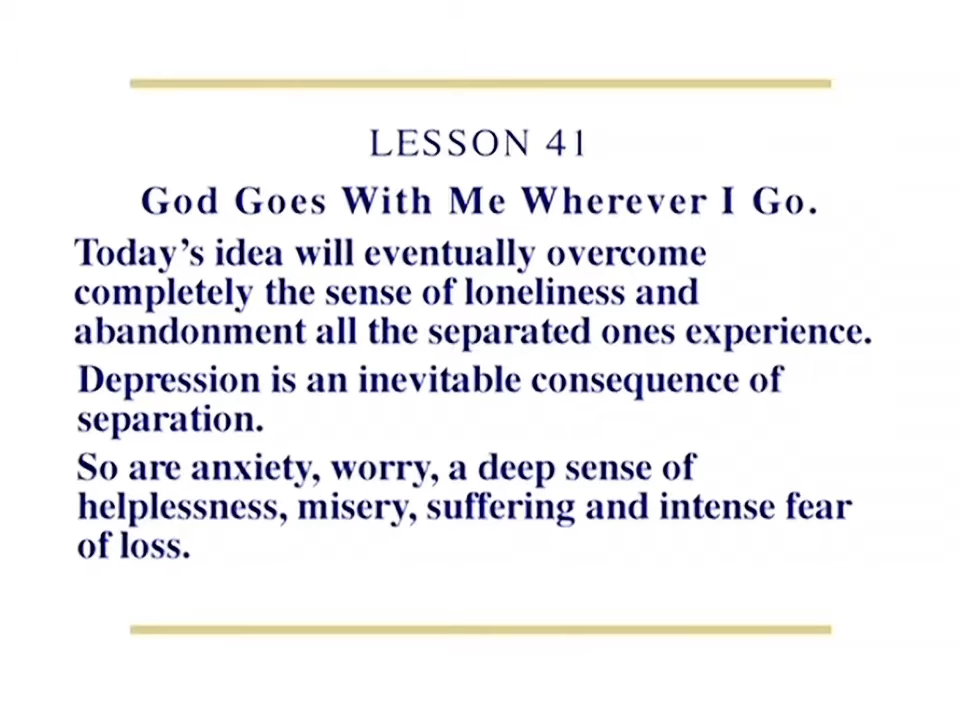 LESSON 41
God Goes With Me Wherever I Go.
Today’s idea will eventually overcome
completely the sense of loneliness and
abandonment all the separated ones experience.
Depression is an inevitable consequence of
separation.
So are anxiety, worry, a deep sense of
helplessness, misery, suffering and intense fear
of loss.